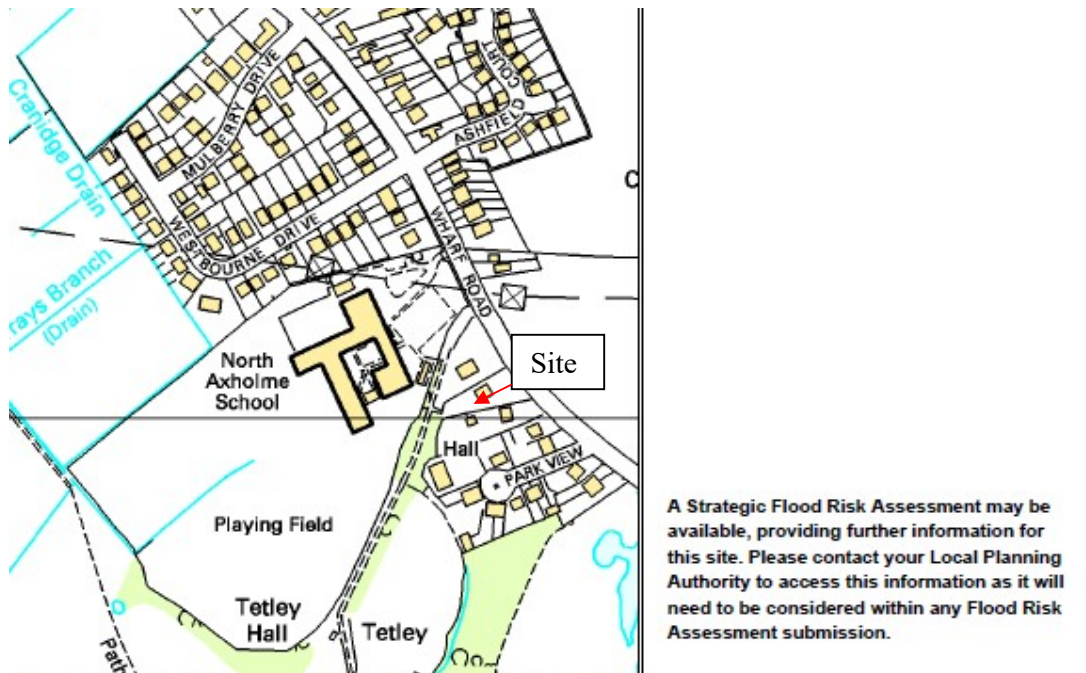 Cranidge Drain
MULBERRY DRIVE
ASHFIELD COURT
WESTBOURNE DRIVE
WHARF ROAD
rays Branch
(Drain)
C
North
Axholme
School
Site
Hall
PARK VIEW
Playing Field
Tetley
Hall
Tetley
Path
A Strategic Flood Risk Assessment may be
available, providing further information for
this site. Please contact your Local Planning
Authority to access this information as it will
need to be considered within any Flood Risk
Assessment submission.